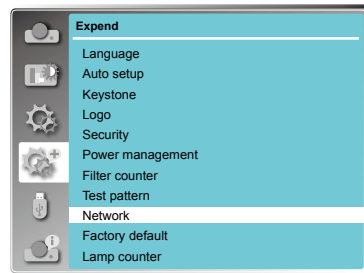 Expend
Language
Auto setup
Keystone
Logo
Security
Power management
Filter counter
Test pattern
Network
Factory default
Lamp counter